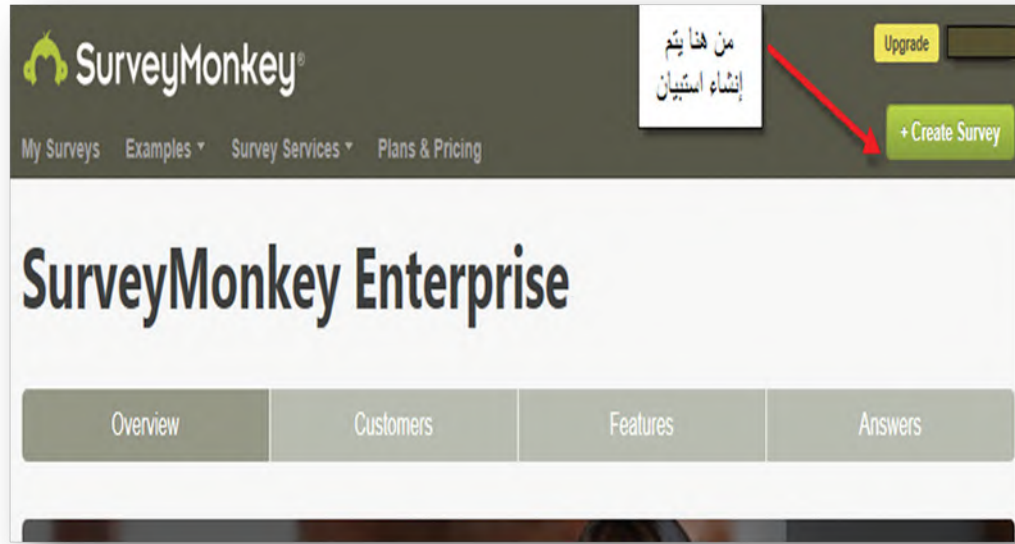 SurveyMonkey®
من هنا يتم
إنشاء استبيان
Upgrade
+ Create Survey
My Surveys Examples Survey Services Plans & Pricing
SurveyMonkey Enterprise
Overview Customers Features Answers